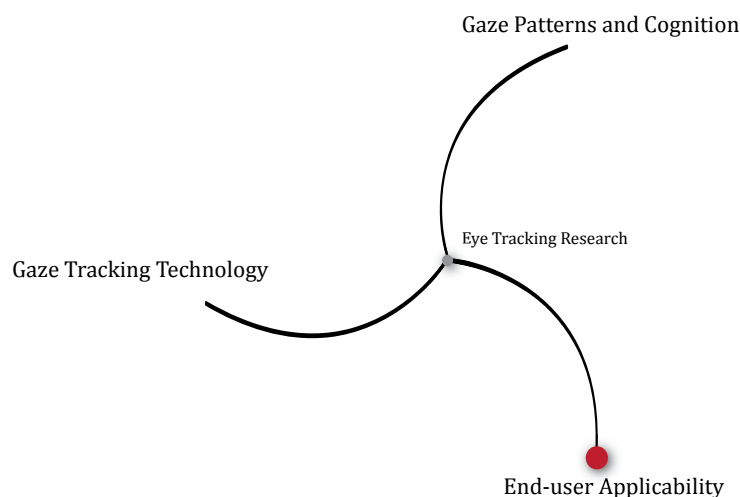 Gaze Patterns and Cognition
Eye Tracking Research
Gaze Tracking Technology
End-user Applicability